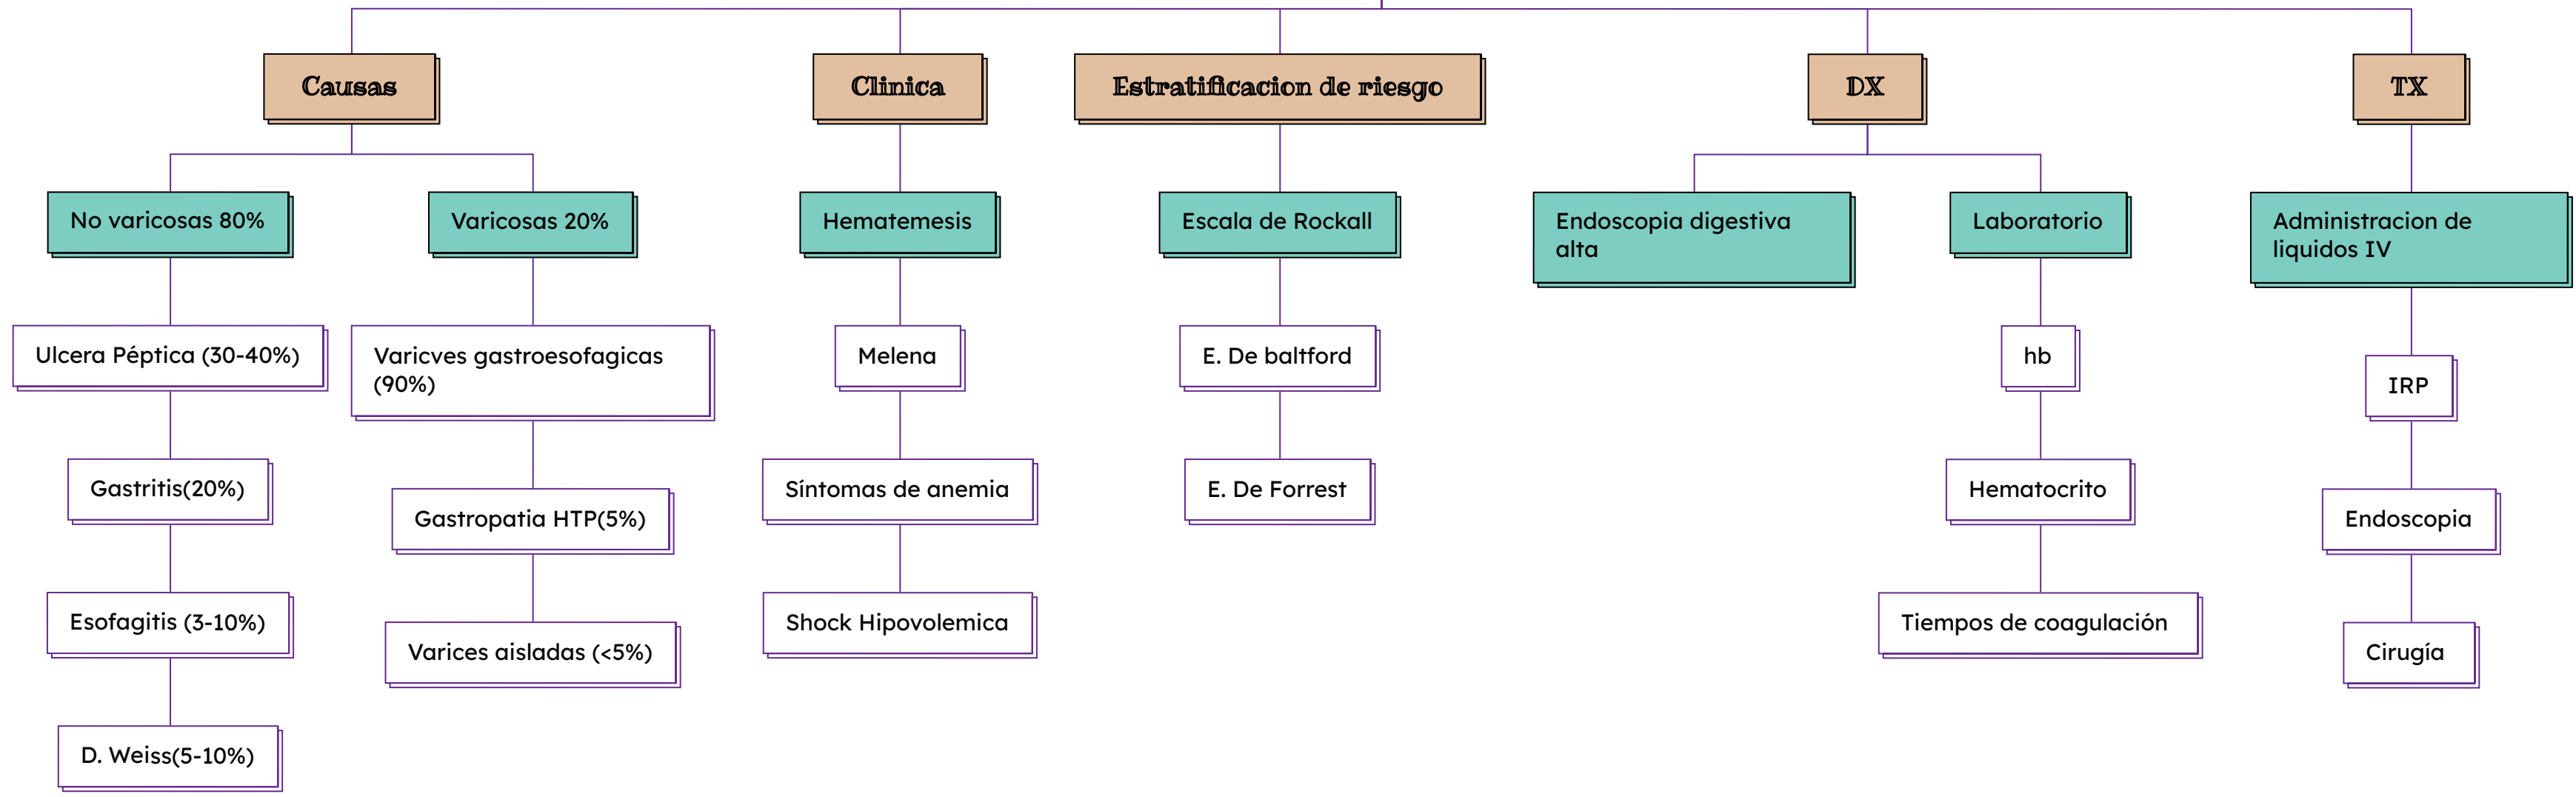 Causas
Clinica
Estratificacion de riesgo
DX
TX
No varicosas 80%
Varicosas 20%
Hematemesis
Escala de Rockall
Endoscopia digestiva
alta
Laboratorio
Administracion de
liquidos IV
Ulcera Péptica (30-40%)
Varicves gastroesofagicas
(90%)
Melena
E. De baltford
hb
IRP
Gastritis(20%)
Gastropatia HTP(5%)
Síntomas de anemia
E. De Forrest
Hematocrito
Endoscopia
Esofagitis (3-10%)
Varices aisladas (<5%)
Shock Hipovolemica
Tiempos de coagulación
Cirugía
D. Weiss(5-10%)